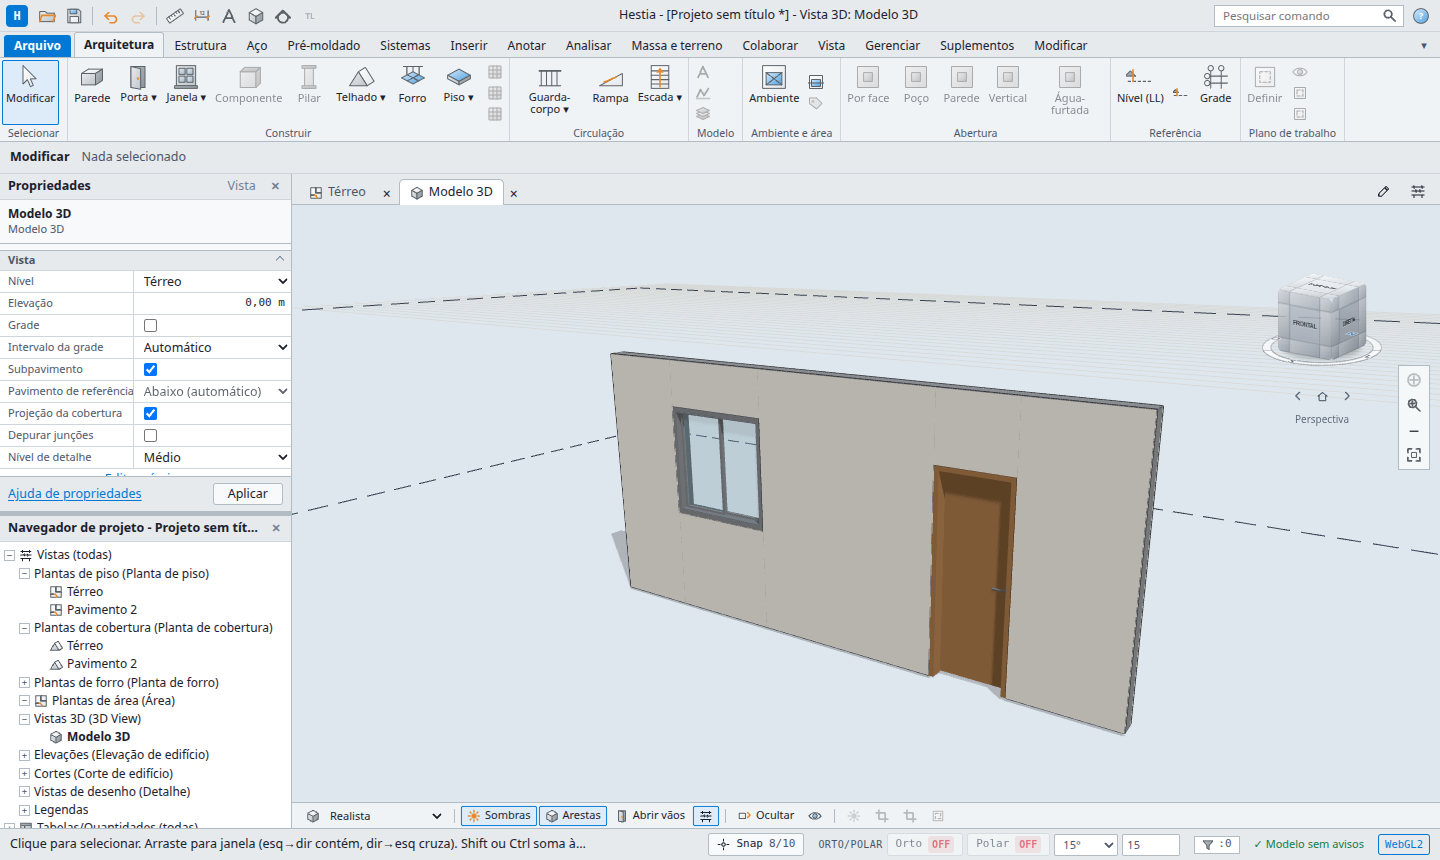 H
TL
Hestia - [Projeto sem título *] - Vista 3D: Modelo 3D
Pesquisar comando
?
Arquivo Arquitetura Estrutura Aço Pré-moldado Sistemas Inserir Anotar Analisar Massa e terreno Colaborar Vista Gerenciar Suplementos Modificar
Modificar Parede Porta ▾ Janela ▾ Componente Pilar Telhado ▾ Forro Piso ▾ Guarda-corpo ▾ Rampa Escada ▾ Ambiente Por face Poço Parede Vertical Água-furtada Nível (LL) Grade Definir
Selecionar Construir Circulação Modelo Ambiente e área Abertura Referência Plano de trabalho
Modificar Nada selecionado
Propriedades Vista ×
Térreo × Modelo 3D ×
Modelo 3D
Modelo 3D
Vista
Nível Térreo
Elevação 0,00 m
Grade
Intervalo da grade Automático
Subpavimento
Pavimento de referência Abaixo (automático)
Projeção da cobertura
Depurar junções
Nível de detalhe Médio
Ajuda de propriedades Aplicar
FRONTAL
DIREITA
Perspectiva
Navegador de projeto - Projeto sem tít... ×
Vistas (todas)
Plantas de piso (Planta de piso)
Térreo
Pavimento 2
Plantas de cobertura (Planta de cobertura)
Térreo
Pavimento 2
Plantas de forro (Planta de forro)
Plantas de área (Área)
Vistas 3D (3D View)
Modelo 3D
Elevações (Elevação de edifício)
Cortes (Corte de edifício)
Vistas de desenho (Detalhe)
Legendas
Tabelas/Quantidades (todas)
Realista Sombras Arestas Abrir vãos Ocultar
Clique para selecionar. Arraste para janela (esq→dir contém, dir→esq cruza). Shift ou Ctrl soma à...
Snap 8/10 ORTO/POLAR Orto OFF Polar OFF 15° 15 :0 ✓ Modelo sem avisos WebGL2